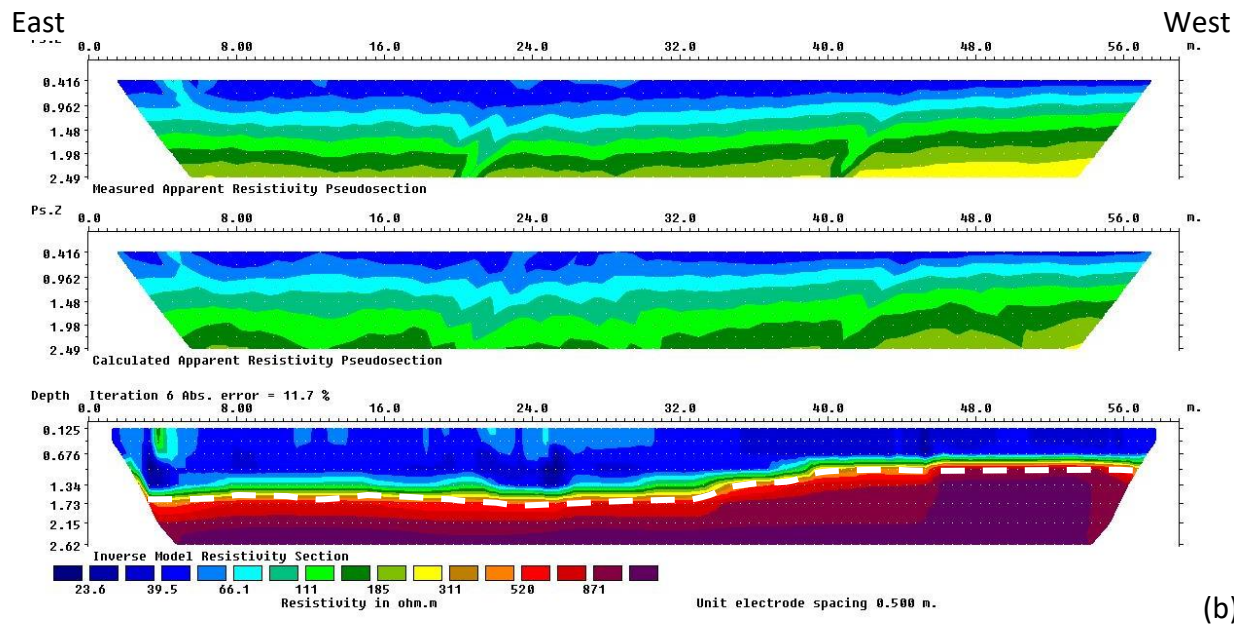 East West
0.0 8.00 16.0 24.0 32.0 40.0 48.0 56.0 m.
0.416
0.962
1.48
1.98
2.49
Measured Apparent Resistivity Pseudosection
Ps.Z 0.0 8.00 16.0 24.0 32.0 40.0 48.0 56.0 m.
0.416
0.962
1.48
1.98
2.49
Calculated Apparent Resistivity Pseudosection
Depth Iteration 6 Abs. error = 11.7 %
0.0 8.00 16.0 24.0 32.0 40.0 48.0 56.0 m.
0.125
0.676
1.34
1.73
2.15
2.62
Inverse Model Resistivity Section
23.6 39.5 66.1 111 185 311 520 871
Resistivity in ohm.m Unit electrode spacing 0.500 m.
(b)